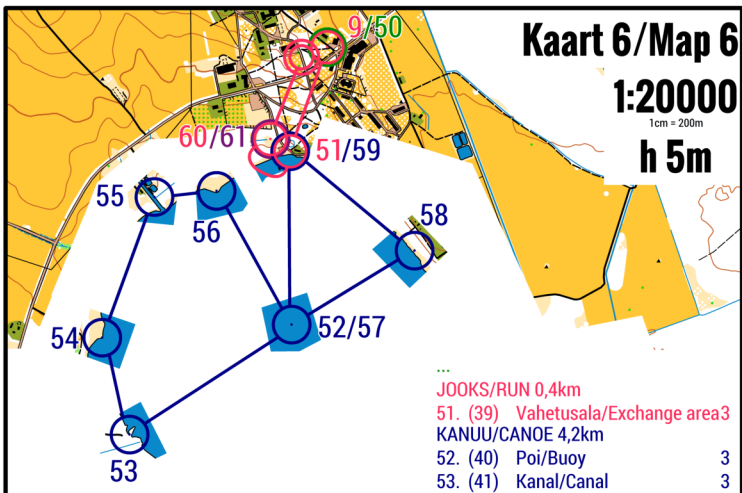 9/50
Kaart 6/Map 6
1:20000
1cm = 200m
h 5m
60/61
51/59
55
56
58
54
52/57
53
...
JOOKS/RUN 0,4km
51. (39) Vahetusala/Exchange area 3
KANUU/CANOE 4,2km
52. (40) Poi/Buoy 3
53. (41) Kanal/Canal 3